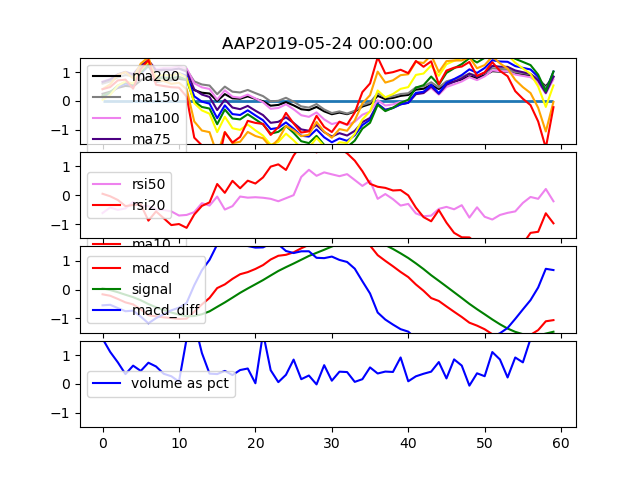 AAP2019-05-24 00:00:00
1
0
−1
ma200
ma150
ma100
ma75
1
0
−1
rsi50
rsi20
ma10
1
0
−1
macd
signal
macd_diff
1
0
−1
volume as pct
0 10 20 30 40 50 60